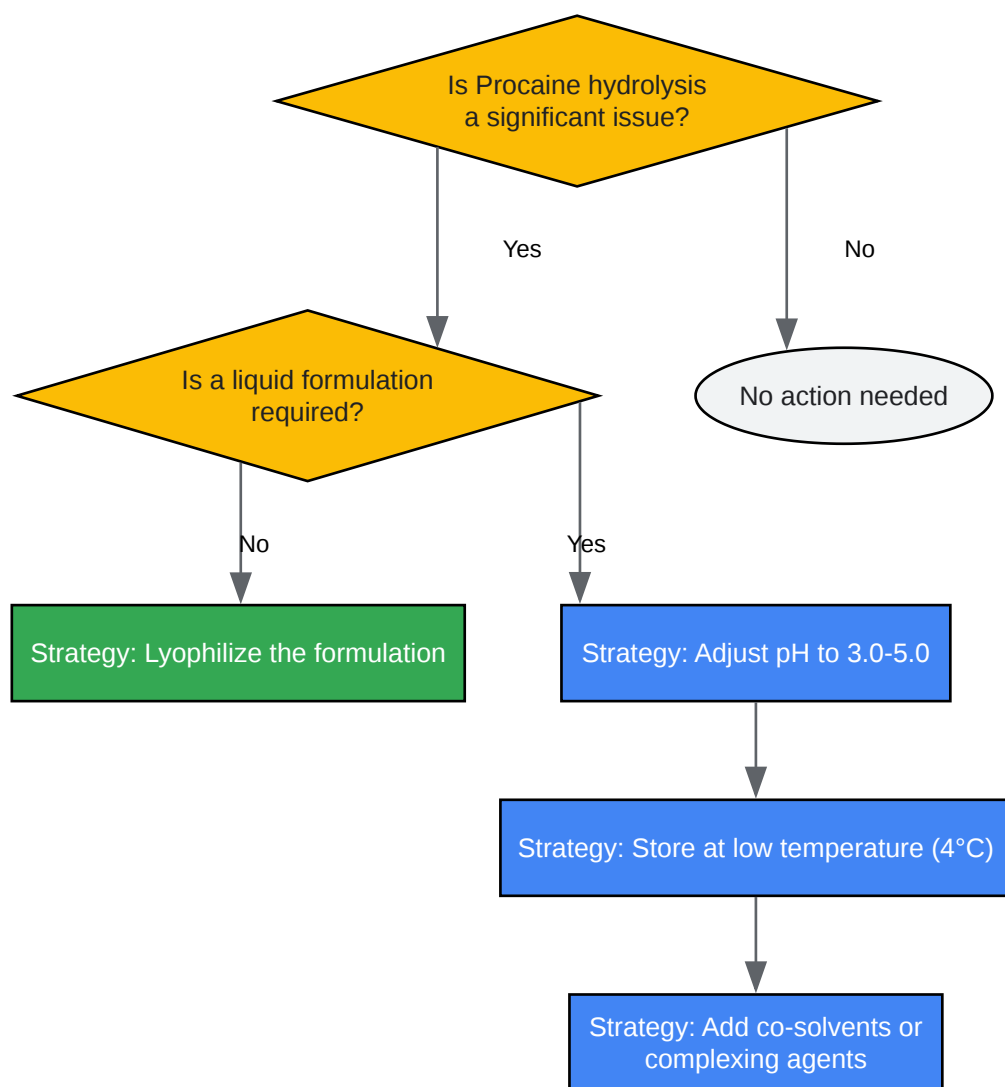 Is Procaine hydrolysis
a significant issue?
Yes
No
Is a liquid formulation
required?
No action needed
No
Yes
Strategy: Lyophilize the formulation
Strategy: Adjust pH to 3.0-5.0
Strategy: Store at low temperature (4°C)
Strategy: Add co-solvents or
complexing agents